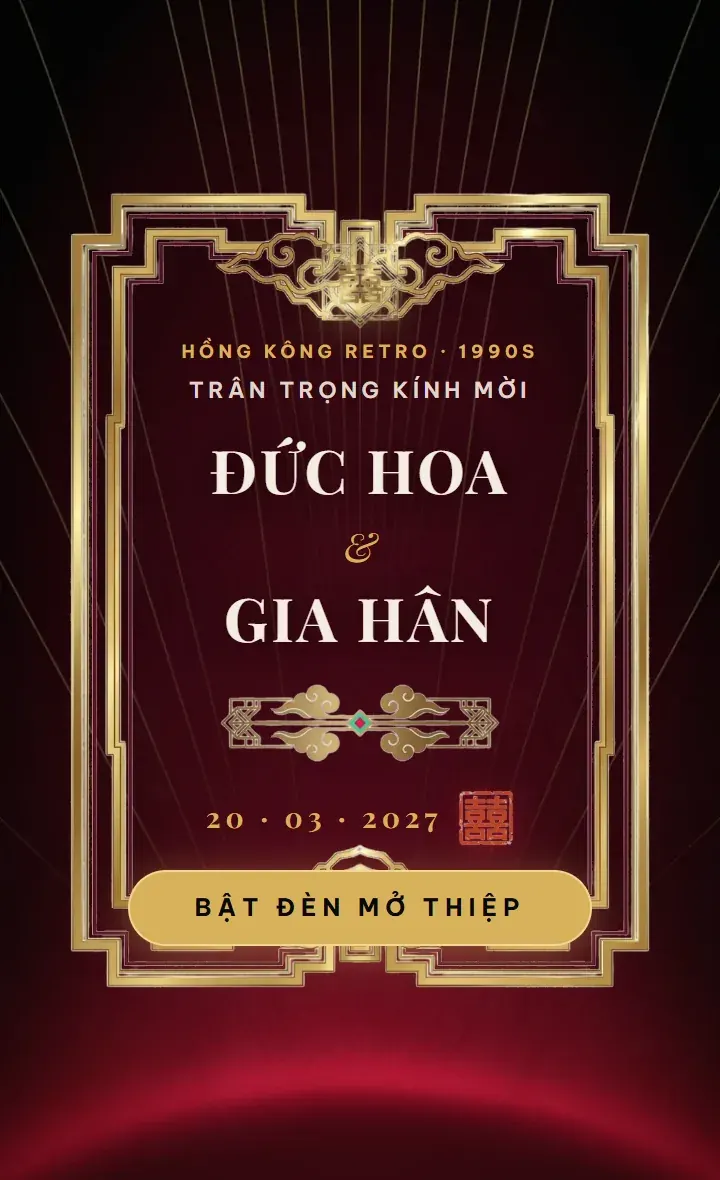 囍
HỒNG KÔNG RETRO · 1990S
TRÂN TRỌNG KÍNH MỜI
ĐỨC HOA
&
GIA HÂN
20 · 03 · 2027
囍
BẬT ĐÈN MỞ THIỆP